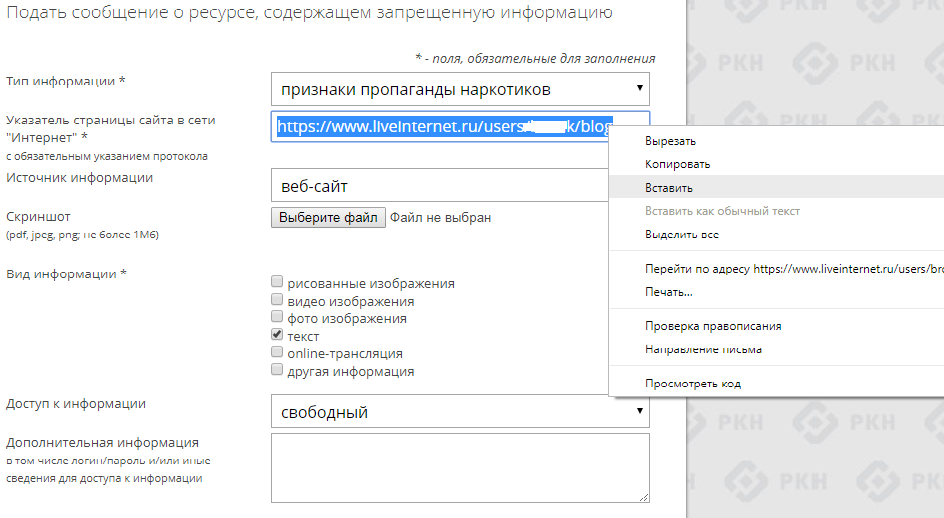 Подать сообщение о ресурсе, содержащем запрещенную информацию
* - поля, обязательные для заполнения
Тип информации *
признаки пропаганды наркотиков
Указатель страницы сайта в сети
"Интернет" *
с обязательным указанием протокола
https://www.liveinternet.ru/users/ k/blog
Источник информации
веб-сайт
Скриншот
(pdf, jpeg, png; не более 1Мб)
Выберите файл Файл не выбран
Вид информации *
рисованные изображения
видео изображения
фото изображения
текст
online-трансляция
другая информация
Доступ к информации
свободный
Дополнительная информация
в том числе логин/пароль и/или иные
сведения для доступа к информации
Вырезать
Копировать
Вставить
Вставить как обычный текст
Выделить все
Перейти по адресу https://www.liveinternet.ru/users/bro
Печать...
Проверка правописания
Направление письма
Просмотреть код
РКН
РКН
РКН
РКН
РКН
РКН